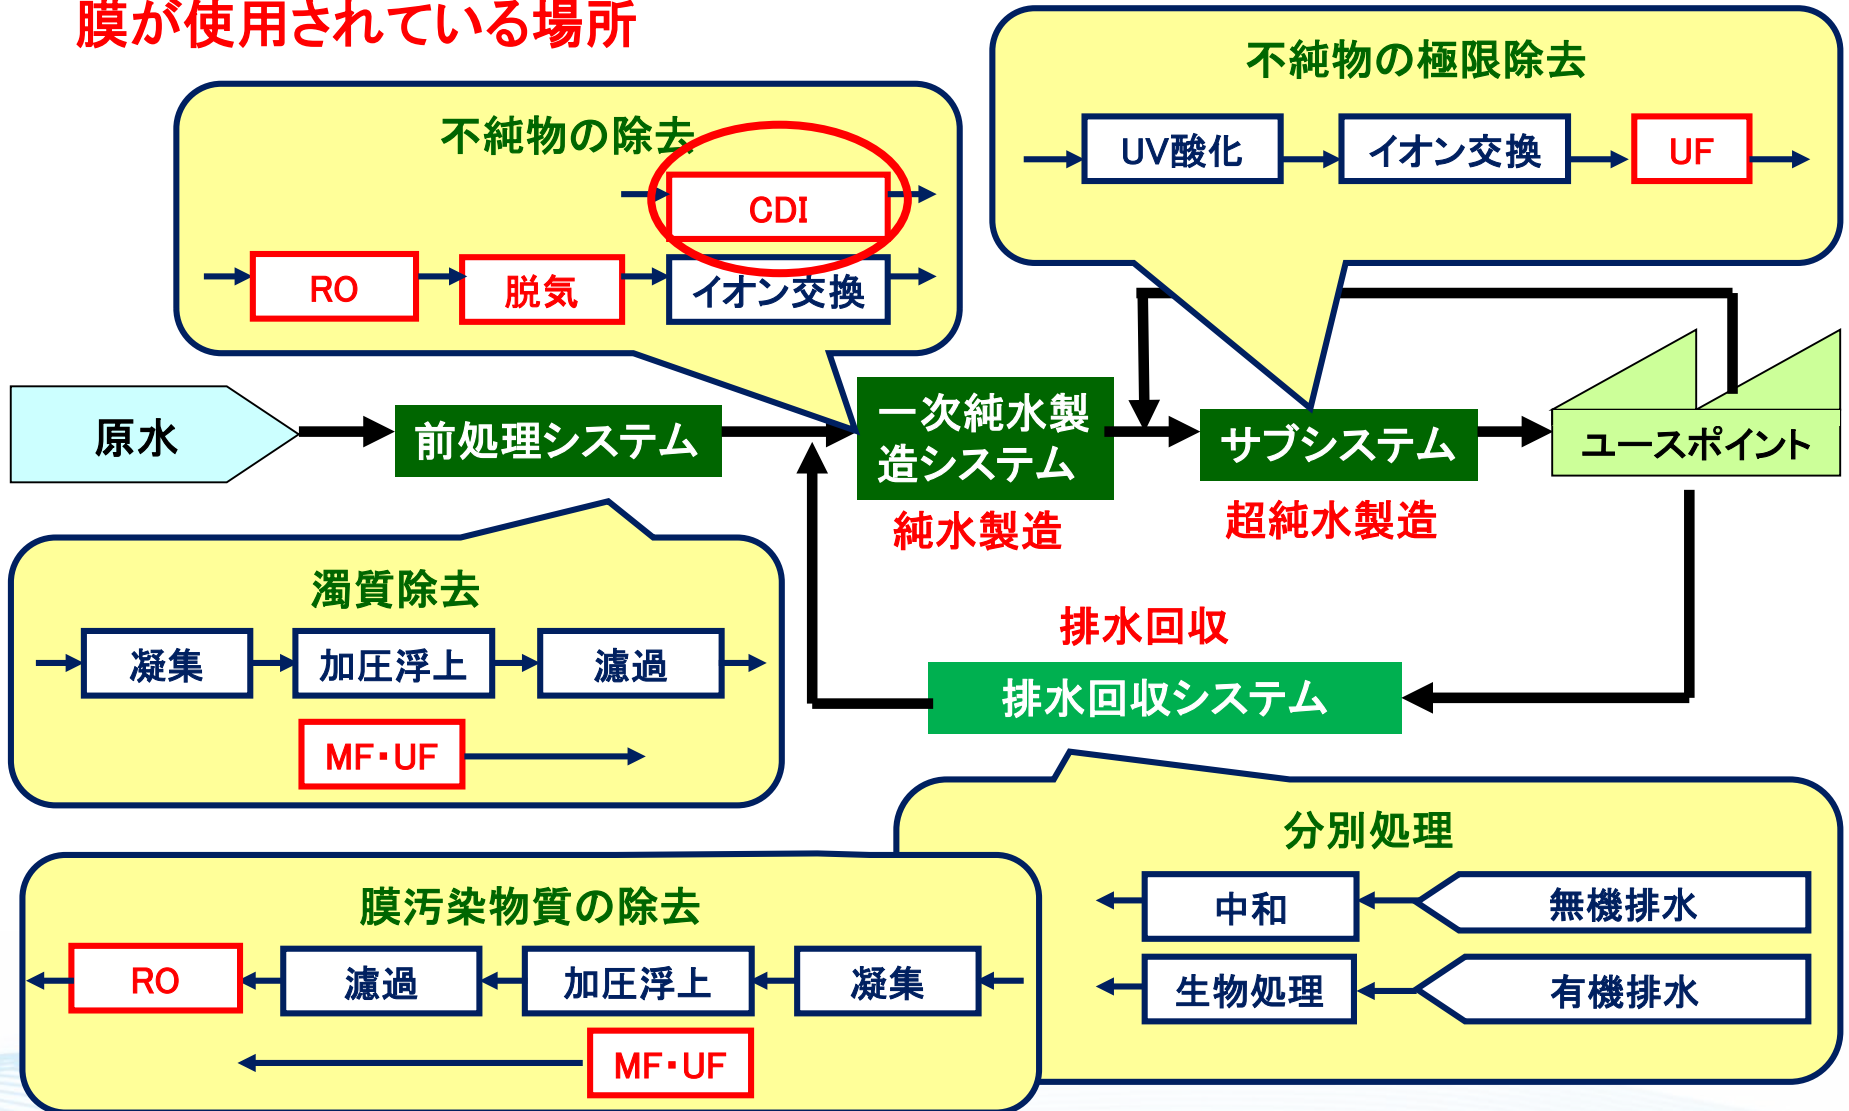 膜が使用されている場所
不純物の除去
CDI
RO
脱気
イオン交換
不純物の極限除去
UV酸化
イオン交換
UF
原水
前処理システム
一次純水製
造システム
サブシステム
ユースポイント
純水製造
超純水製造
濁質除去
凝集
加圧浮上
濾過
MF・UF
排水回収
排水回収システム
分別処理
中和
無機排水
生物処理
有機排水
膜汚染物質の除去
RO
濾過
加圧浮上
凝集
MF・UF